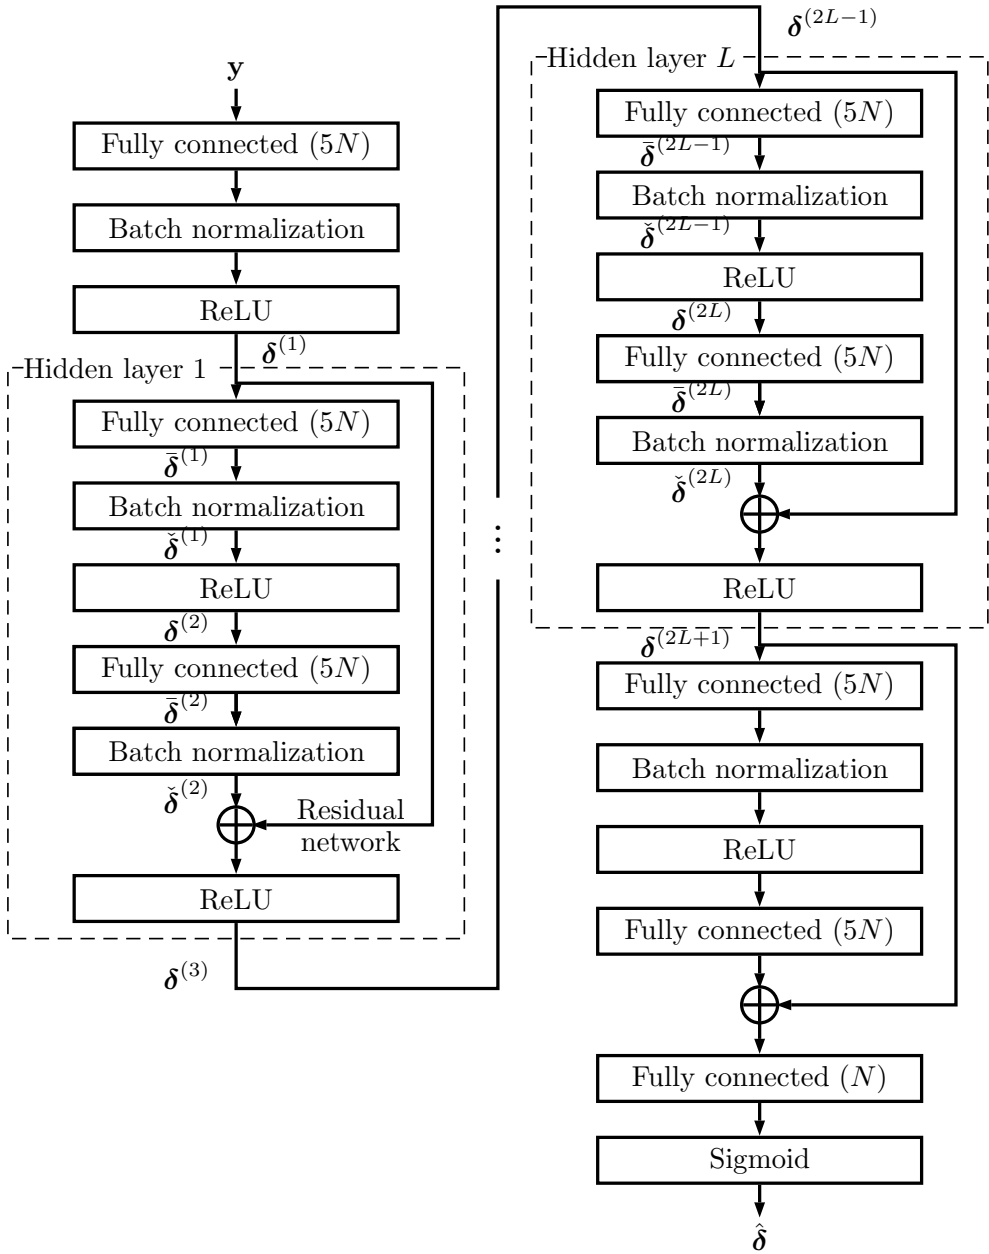 y
Fully connected (5N)
Batch normalization
ReLU
δ^(1)
Hidden layer 1
Fully connected (5N)
δ̄^(1)
Batch normalization
δ̌^(1)
ReLU
δ^(2)
Fully connected (5N)
δ̄^(2)
Batch normalization
δ̌^(2)
Residual
network
ReLU
δ^(3)
⋮
δ^(2L−1)
Hidden layer L
Fully connected (5N)
δ̄^(2L−1)
Batch normalization
δ̌^(2L−1)
ReLU
δ^(2L)
Fully connected (5N)
δ̄^(2L)
Batch normalization
δ̌^(2L)
ReLU
δ^(2L+1)
Fully connected (5N)
Batch normalization
ReLU
Fully connected (5N)
Fully connected (N)
Sigmoid
δ̂